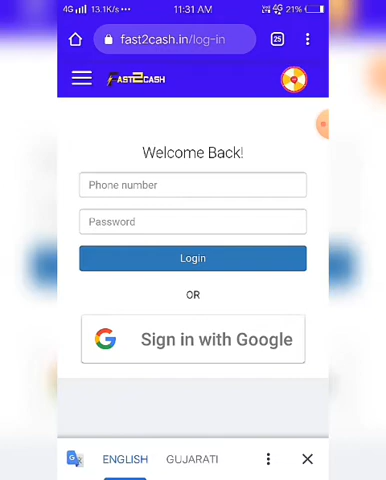 4G 13.1K/s 11:31 AM 4G 21%
fast2cash.in/log-in 25
FAST2CASH
Welcome Back!
Phone number
Password
Login
OR
G Sign in with Google
G ENGLISH GUJARATI